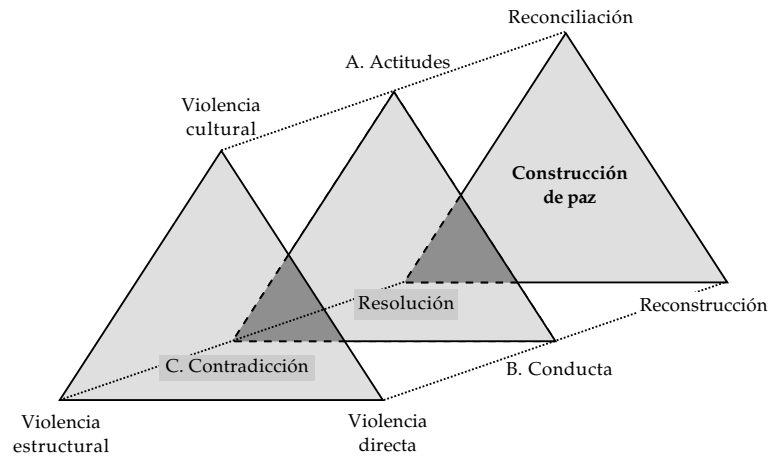 Reconciliación
A. Actitudes
Violencia
cultural
Construcción
de paz
Resolución
Reconstrucción
C. Contradicción
B. Conducta
Violencia
estructural
Violencia
directa